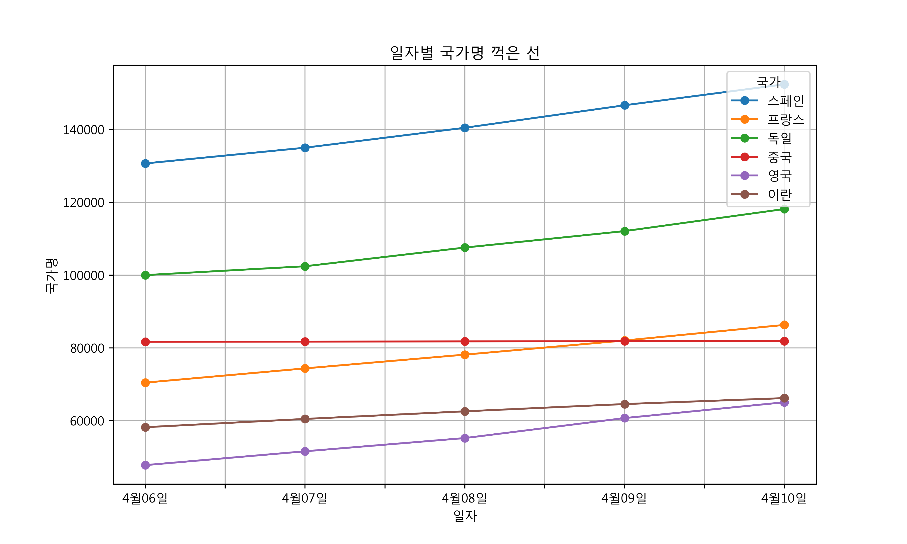 일자별 국가명 꺾은 선
국가명
140000
120000
100000
80000
60000
국가
스페인
프랑스
독일
중국
영국
이란
4월06일 4월07일 4월08일 4월09일 4월10일
일자